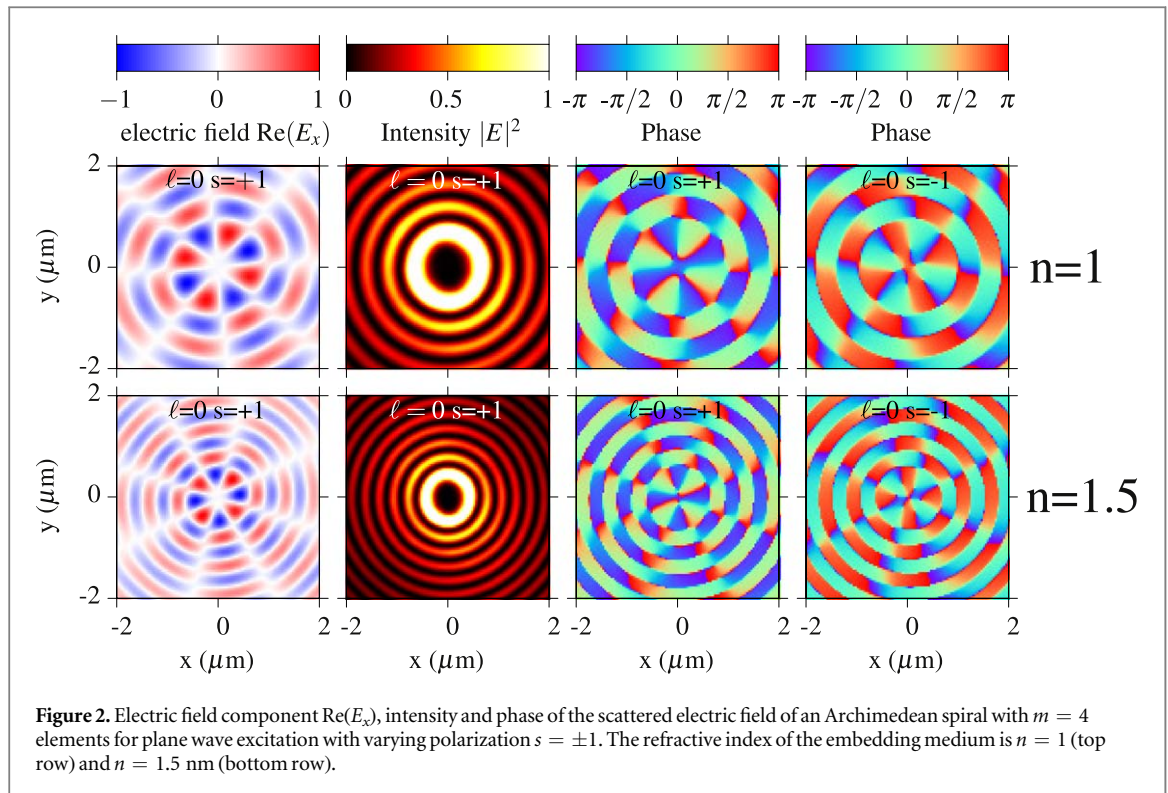 −1 0 1 0 0.5 1 -π -π/2 0 π/2 π -π -π/2 0 π/2 π
electric field Re(Eₓ) Intensity |E|² Phase Phase
2 ℓ=0 s=+1 ℓ = 0 s=+1 ℓ=0 s=+1 ℓ=0 s=-1
y (μm) 0 n=1
-2
2 ℓ=0 s=+1 ℓ = 0 s=+1 ℓ=0 s=+1 ℓ=0 s=-1
y (μm) 0 n=1.5
-2
-2 0 2 -2 0 2 -2 0 2 -2 0 2
x (μm) x (μm) x (μm) x (μm)
Figure 2. Electric field component Re(Eₓ), intensity and phase of the scattered electric field of an Archimedean spiral with m = 4
elements for plane wave excitation with varying polarization s = ±1. The refractive index of the embedding medium is n = 1 (top
row) and n = 1.5 nm (bottom row).